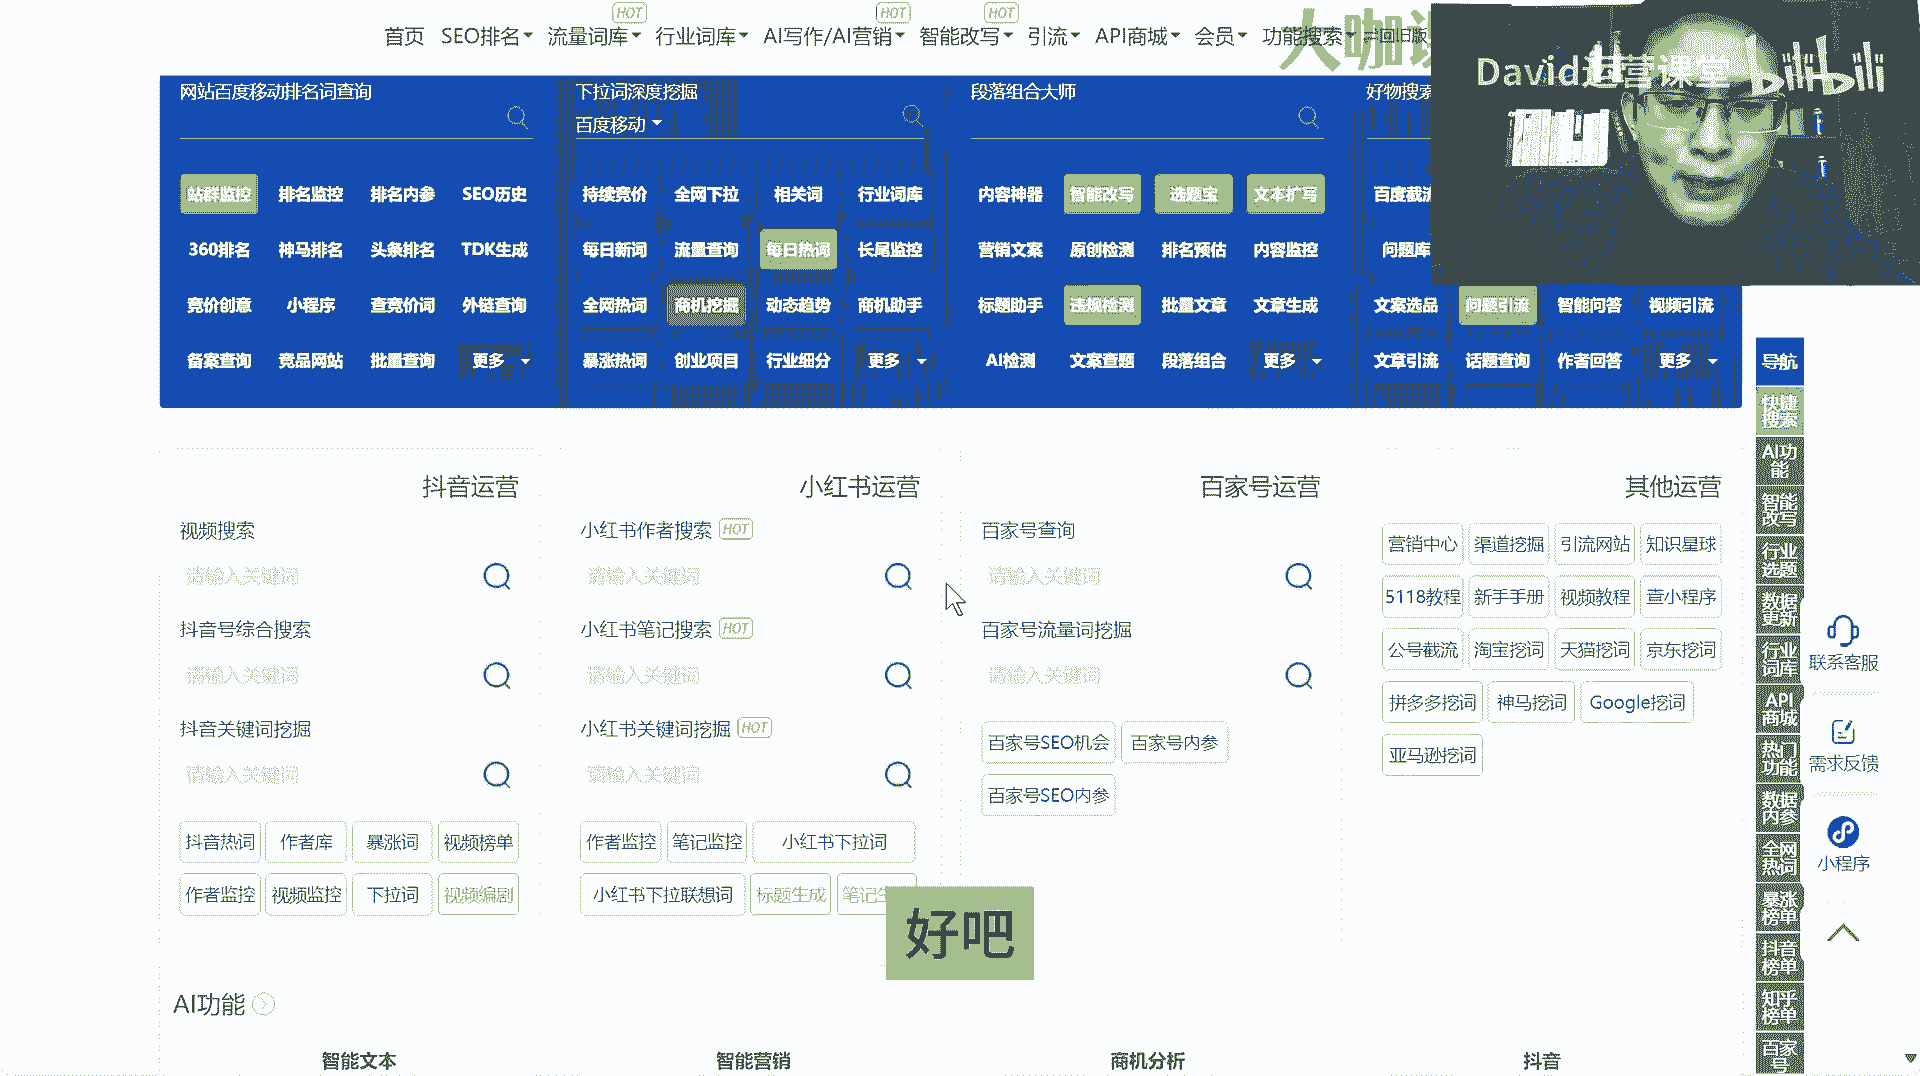 HOT HOT HOT
首页 SEO排名 流量词库 行业词库 AI写作/AI营销 智能改写 引流 API商城 会员 功能搜索 回旧版
人咖
David运营课堂 bilibili
网站百度移动排名词查询 下拉词深度挖掘 段落组合大师 好物搜索
百度移动
站群监控 排名监控 排名内参 SEO历史 持续竞价 全网下拉 相关词 行业词库 内容神器 智能改写 选题宝 文本扩写 百度截流
360排名 神马排名 头条排名 TDK生成 每日新词 流量查询 每日热词 长尾监控 营销文案 原创检测 排名预估 内容监控 问题库
竞价创意 小程序 查竞价词 外链查询 全网热词 商机挖掘 动态趋势 商机助手 标题助手 违规检测 批量文章 文章生成 文案选品 问题引流 智能问答 视频引流
备案查询 竞品网站 批量查询 更多 暴涨热词 创业项目 行业细分 更多 AI检测 文案查题 段落组合 更多 文章引流 话题查询 作者回答 更多
抖音运营
视频搜索
请输入关键词
抖音号综合搜索
请输入关键词
抖音关键词挖掘
请输入关键词
抖音热词 作者库 暴涨词 视频榜单
作者监控 视频监控 下拉词 视频编剧
小红书运营
小红书作者搜索 HOT
请输入关键词
小红书笔记搜索 HOT
请输入关键词
小红书关键词挖掘 HOT
请输入关键词
作者监控 笔记监控 小红书下拉词
小红书下拉联想词 标题生成 笔记生
百家号运营
百家号查询
请输入关键词
百家号流量词挖掘
请输入关键词
百家号SEO机会 百家号内参
百家号SEO内参
其他运营
营销中心 渠道挖掘 引流网站 知识星球
5118教程 新手手册 视频教程 查小程序
公号截流 淘宝挖词 天猫挖词 京东挖词
拼多多挖词 神马挖词 Google挖词
亚马逊挖词
导航
快捷搜索
AI功能
智能改写
行业选题
数据更新
行业词库
API商城
热门功能
数据内参
全网热词
暴涨榜单
抖音榜单
知乎榜单
百家号
联系客服
需求反馈
小程序
好吧
AI功能
智能文本 智能营销 商机分析 抖音